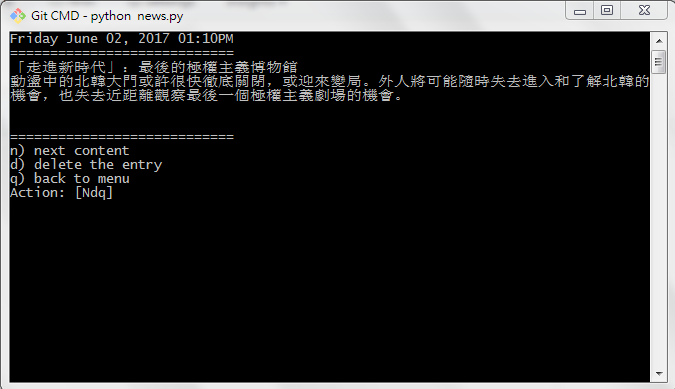 Git CMD - python  news.py
Friday June 02, 2017 01:10PM
============================
「走進新時代」：最後的極權主義博物館
動盪中的北韓大門或許很快徹底關閉，或迎來變局。外人將可能隨時失去進入和了解北韓的
機會，也失去近距離觀察最後一個極權主義劇場的機會。
============================
n) next content
d) delete the entry
q) back to menu
Action: [Ndq]